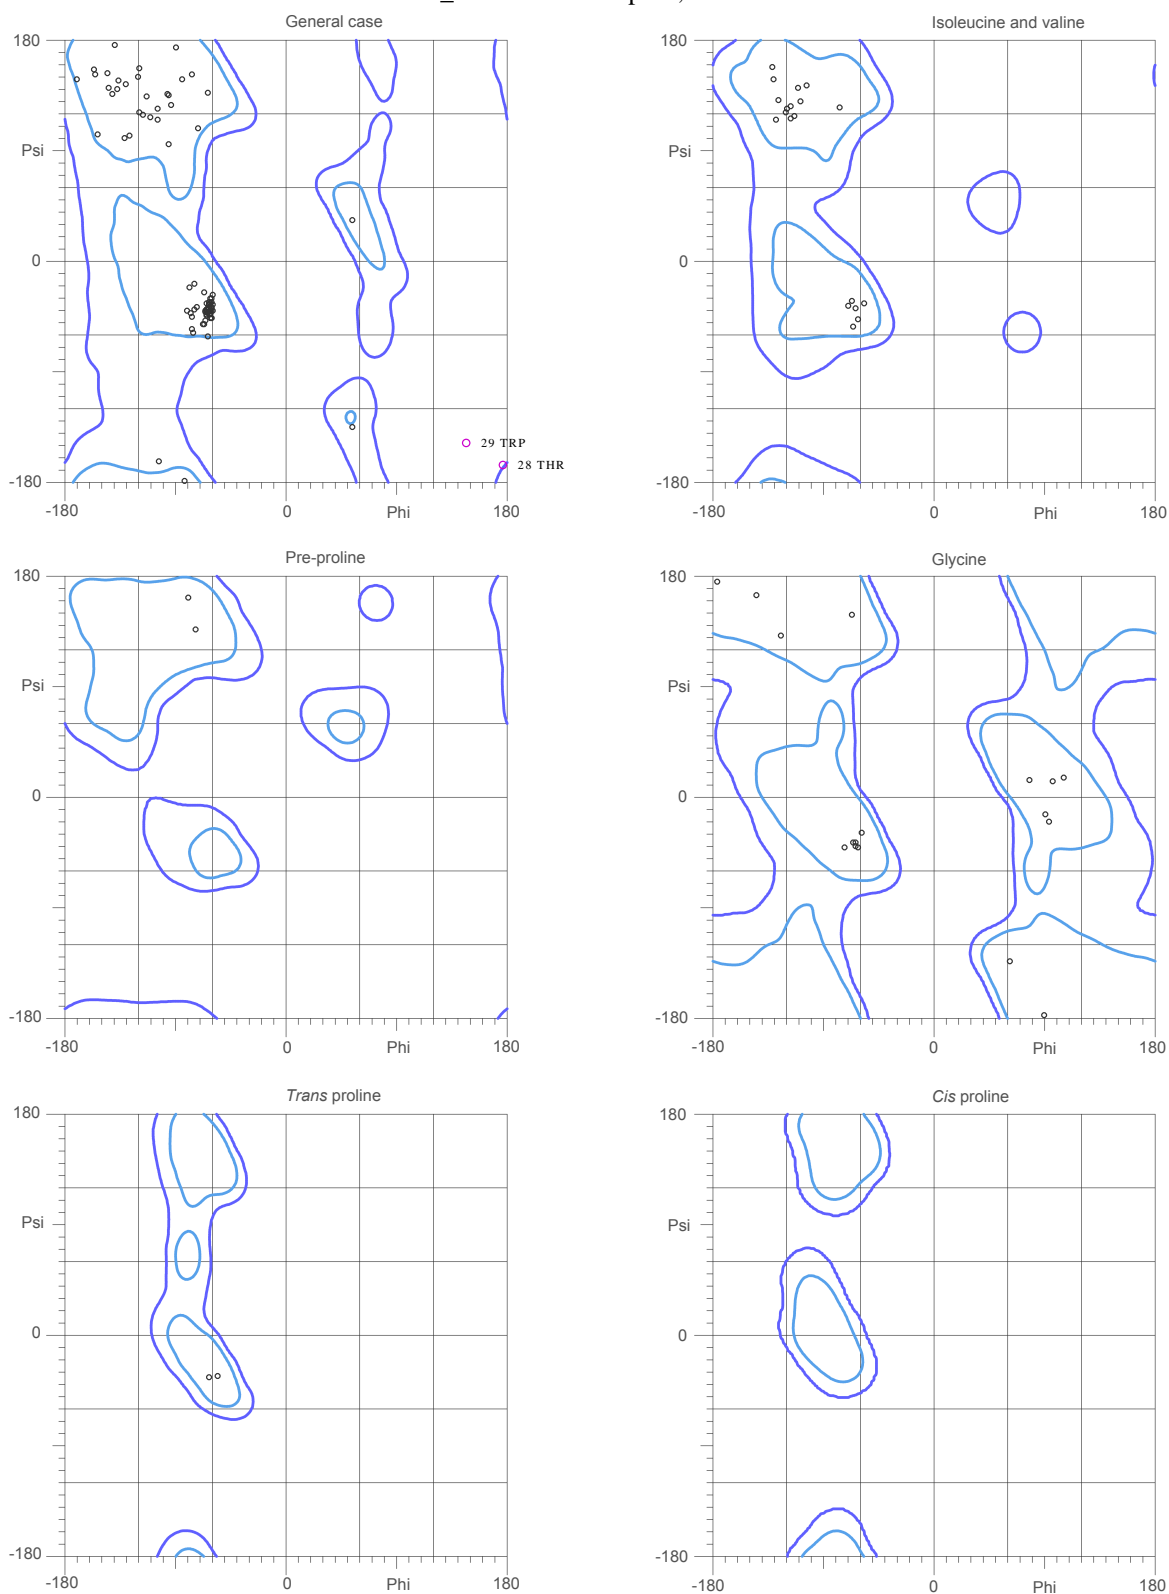 General case
Isoleucine and valine
180
180
Psi
Psi
0
0
29 TRP
28 THR
-180
-180
-180
0
Phi
180
-180
0
Phi
180
Pre-proline
Glycine
180
180
Psi
Psi
0
0
-180
-180
-180
0
Phi
180
-180
0
Phi
180
Trans proline
Cis proline
180
180
Psi
Psi
0
0
-180
-180
-180
0
Phi
180
-180
0
Phi
180